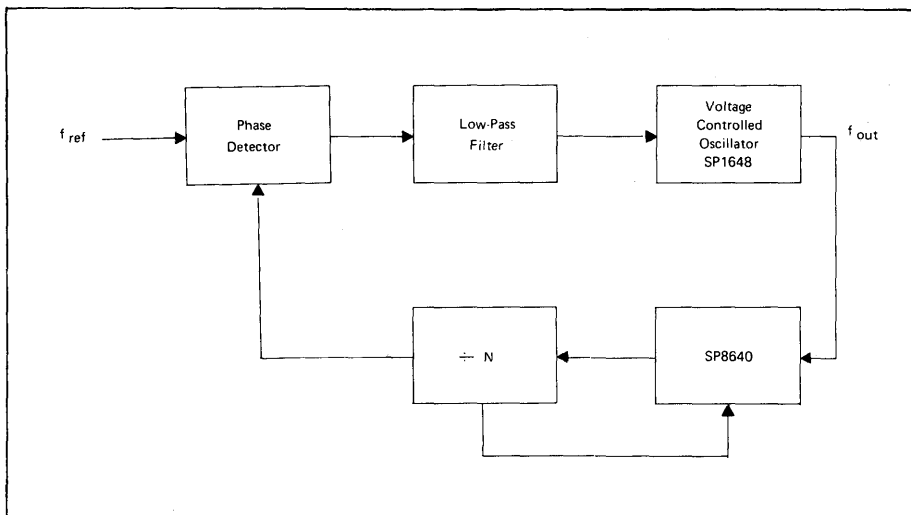 f ref
Phase
Detector
Low-Pass
Filter
Voltage
Controlled
Oscillator
SP1648
f out
÷ N
SP8640